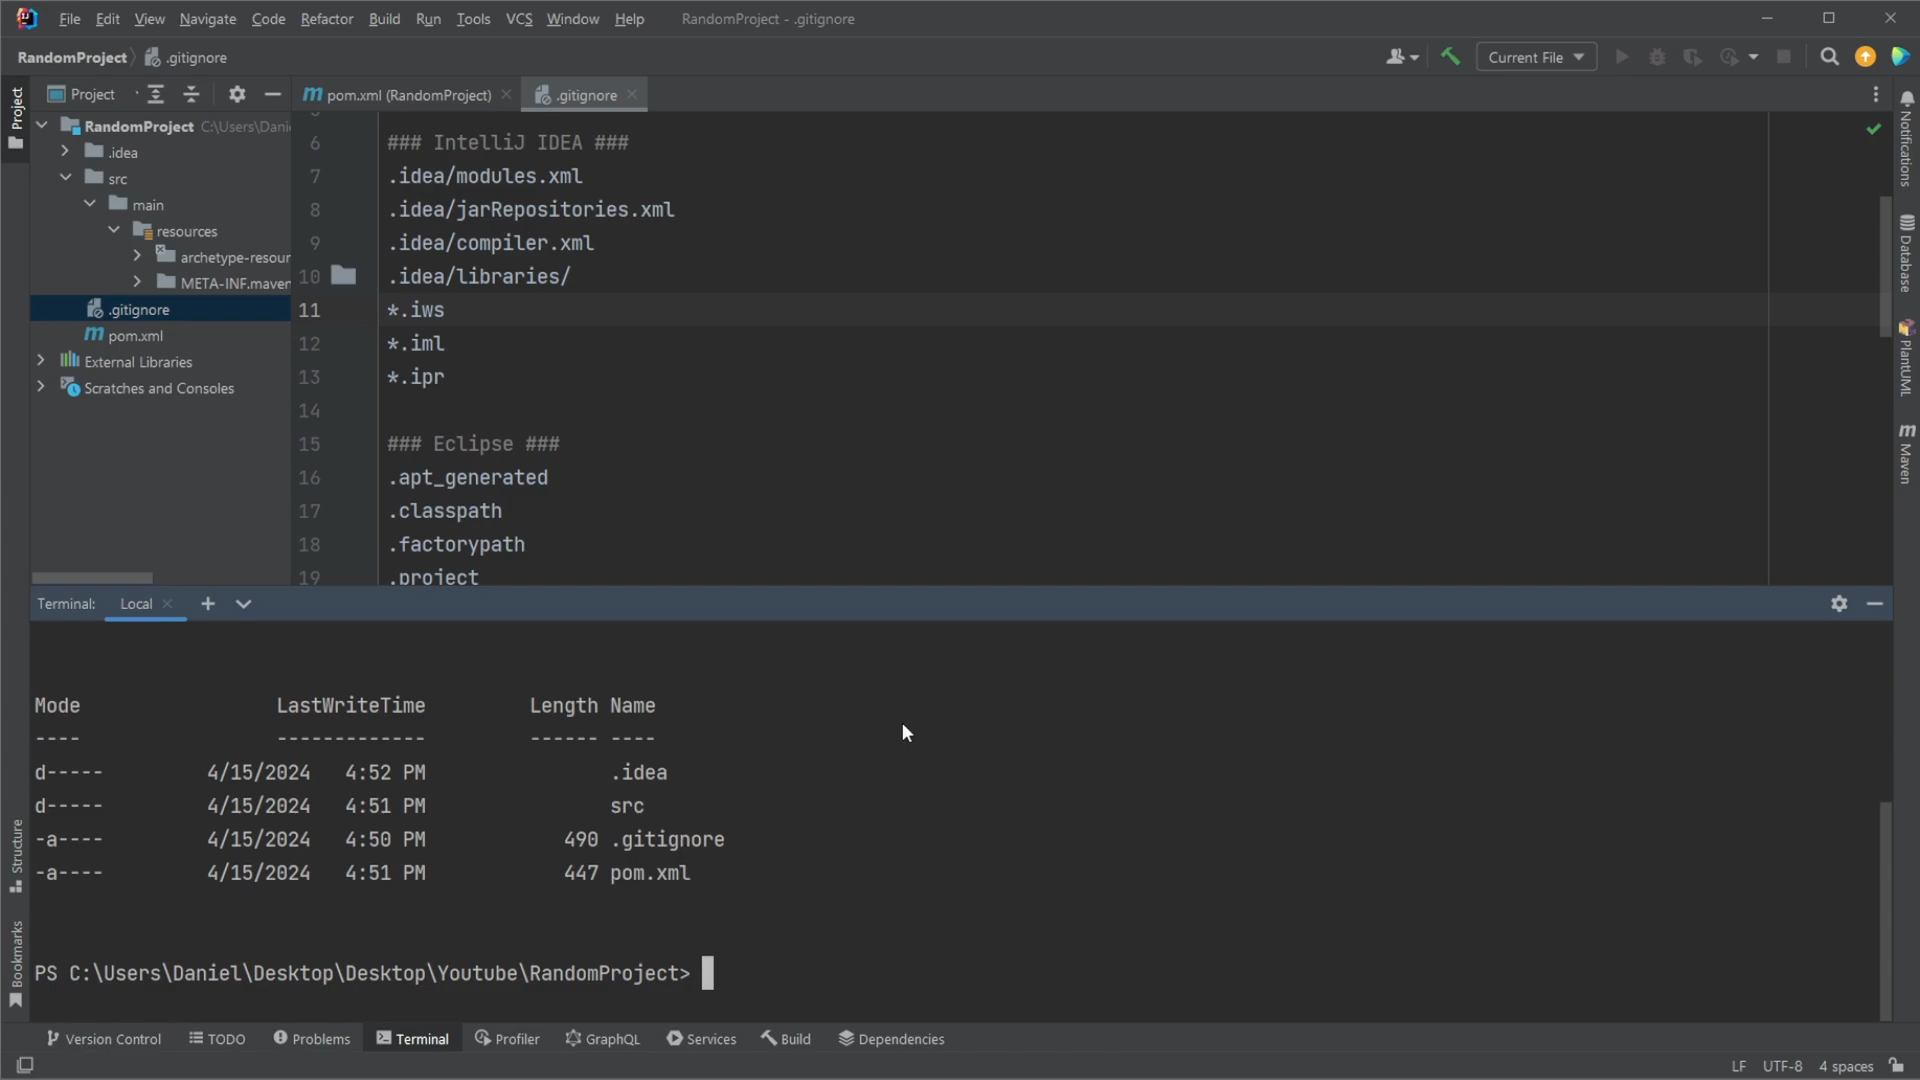 File Edit View Navigate Code Refactor Build Run Tools VCS Window Help RandomProject - .gitignore
RandomProject .gitignore Current File
Project
pom.xml (RandomProject) .gitignore
RandomProject C:\Users\Dani
.idea
src
main
resources
archetype-resour
META-INF.maven
.gitignore
pom.xml
External Libraries
Scratches and Consoles
6 ### IntelliJ IDEA ###
7 .idea/modules.xml
8 .idea/jarRepositories.xml
9 .idea/compiler.xml
10 .idea/libraries/
11 *.iws
12 *.iml
13 *.ipr
14
15 ### Eclipse ###
16 .apt_generated
17 .classpath
18 .factorypath
19 .project
Project
Structure
Bookmarks
Notifications
Database
PlantUML
Maven
Terminal: Local
Mode LastWriteTime Length Name
---- ------------- ------ ----
d----- 4/15/2024 4:52 PM .idea
d----- 4/15/2024 4:51 PM src
-a---- 4/15/2024 4:50 PM 490 .gitignore
-a---- 4/15/2024 4:51 PM 447 pom.xml
PS C:\Users\Daniel\Desktop\Desktop\Youtube\RandomProject>
Version Control TODO Problems Terminal Profiler GraphQL Services Build Dependencies
LF UTF-8 4 spaces